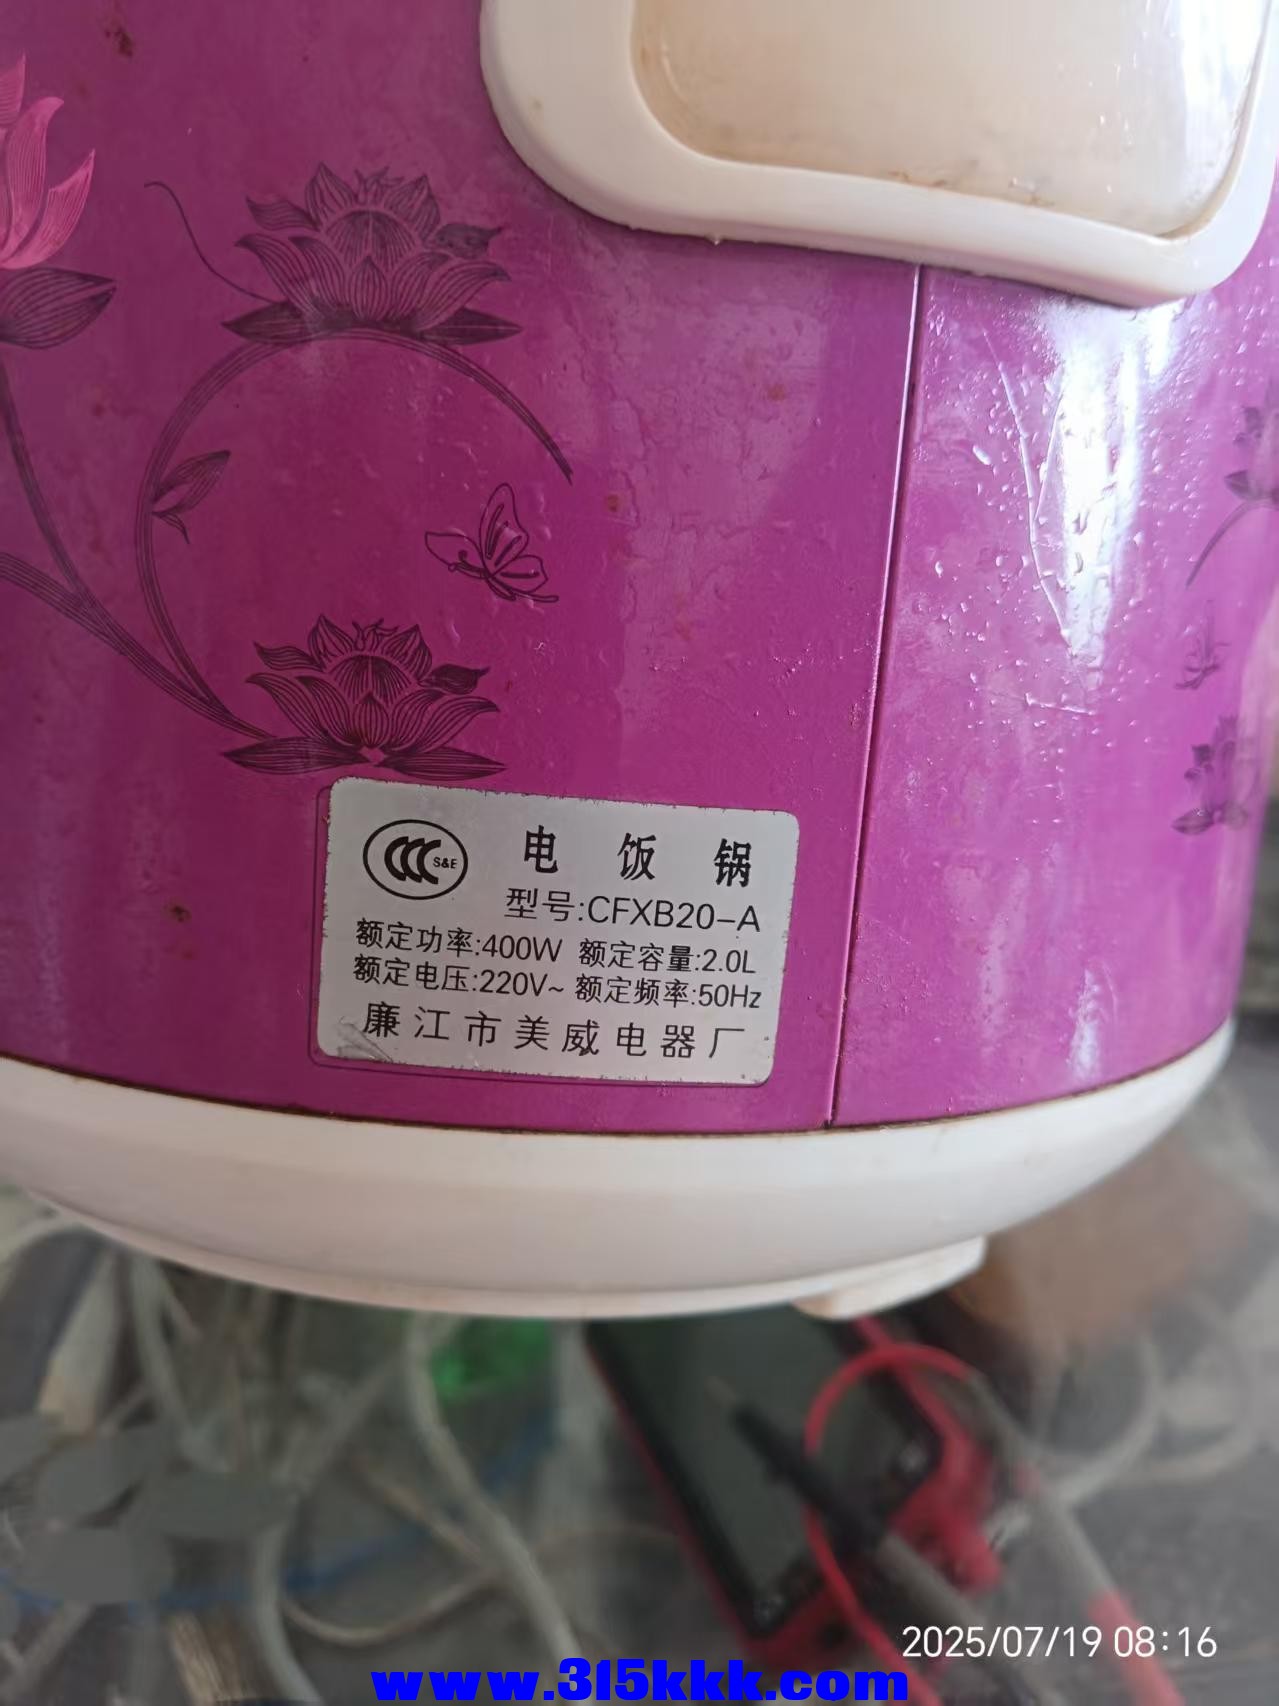 CCC S&E
电饭锅
型号:CFXB20-A
额定功率:400W 额定容量:2.0L
额定电压:220V~ 额定频率:50Hz
廉江市美威电器厂
2025/07/19 08:16
www.315kkk.com